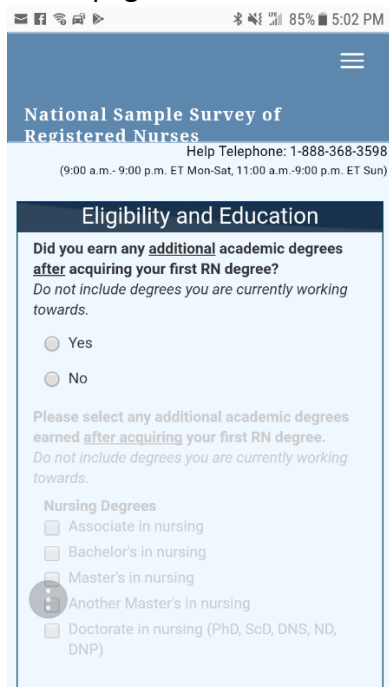 85% 5:02 PM
National Sample Survey of
Registered Nurses
Help Telephone: 1-888-368-3598
(9:00 a.m.- 9:00 p.m. ET Mon-Sat, 11:00 a.m.-9:00 p.m. ET Sun)
Eligibility and Education
Did you earn any additional academic degrees
after acquiring your first RN degree?
Do not include degrees you are currently working
towards.
Yes
No
Please select any additional academic degrees
earned after acquiring your first RN degree.
Do not include degrees you are currently working
towards.
Nursing Degrees
Associate in nursing
Bachelor's in nursing
Master's in nursing
Another Master's in nursing
Doctorate in nursing (PhD, ScD, DNS, ND,
DNP)